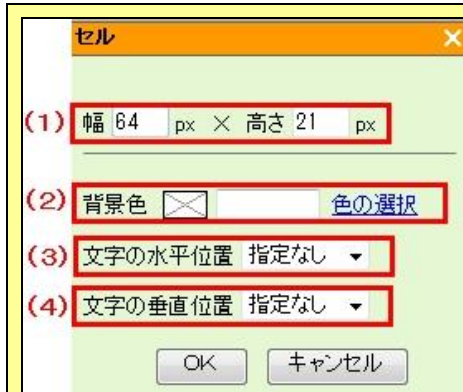 セル ×
(1) 幅 64 px × 高さ 21 px
(2) 背景色 色の選択
(3) 文字の水平位置 指定なし
(4) 文字の垂直位置 指定なし
OK キャンセル